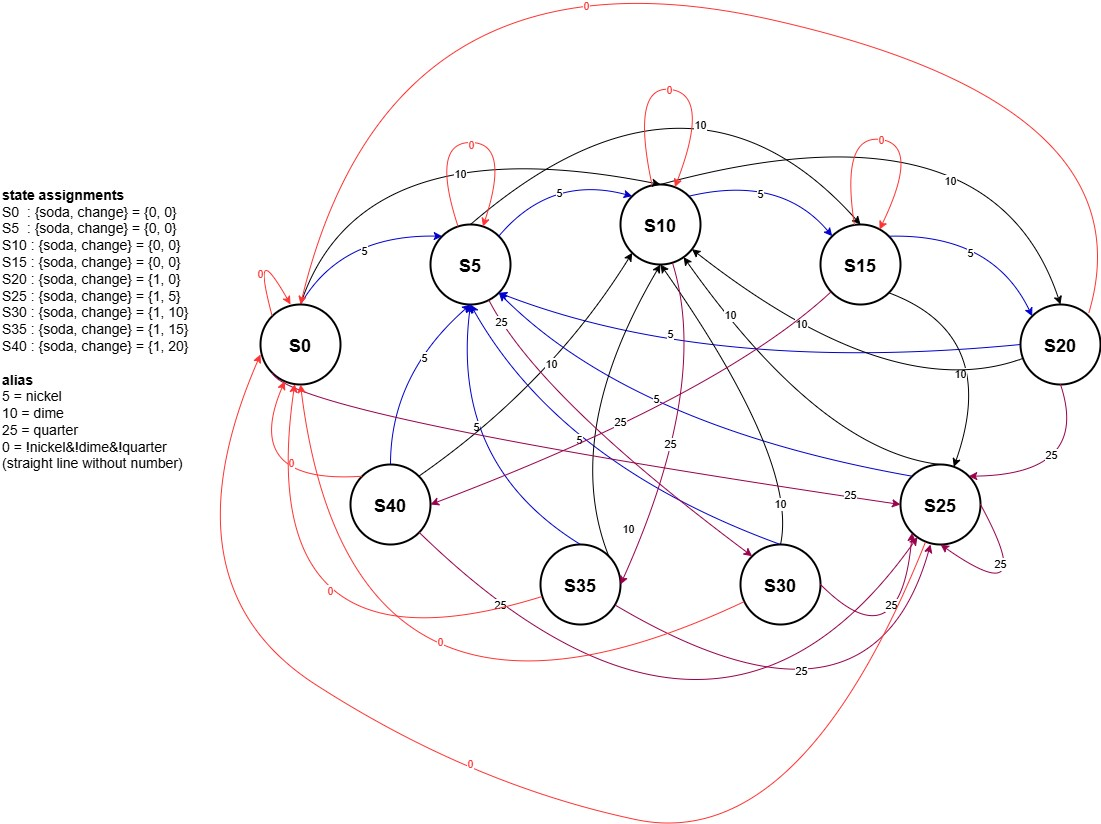 state assignments
S0 : {soda, change} = {0, 0}
S5 : {soda, change} = {0, 0}
S10 : {soda, change} = {0, 0}
S15 : {soda, change} = {0, 0}
S20 : {soda, change} = {1, 0}
S25 : {soda, change} = {1, 5}
S30 : {soda, change} = {1, 10}
S35 : {soda, change} = {1, 15}
S40 : {soda, change} = {1, 20}
alias
5 = nickel
10 = dime
25 = quarter
0 = !nickel&!dime&!quarter
(straight line without number)
0
0
10
0
0
10
10
5
5
S10
5
5
S5
S15
0
25
10
10
5
S0
S20
5
10
10
5
25
25
5
5
25
0
25
S40
10
S25
10
25
S35
S30
0
25
25
0
25
0